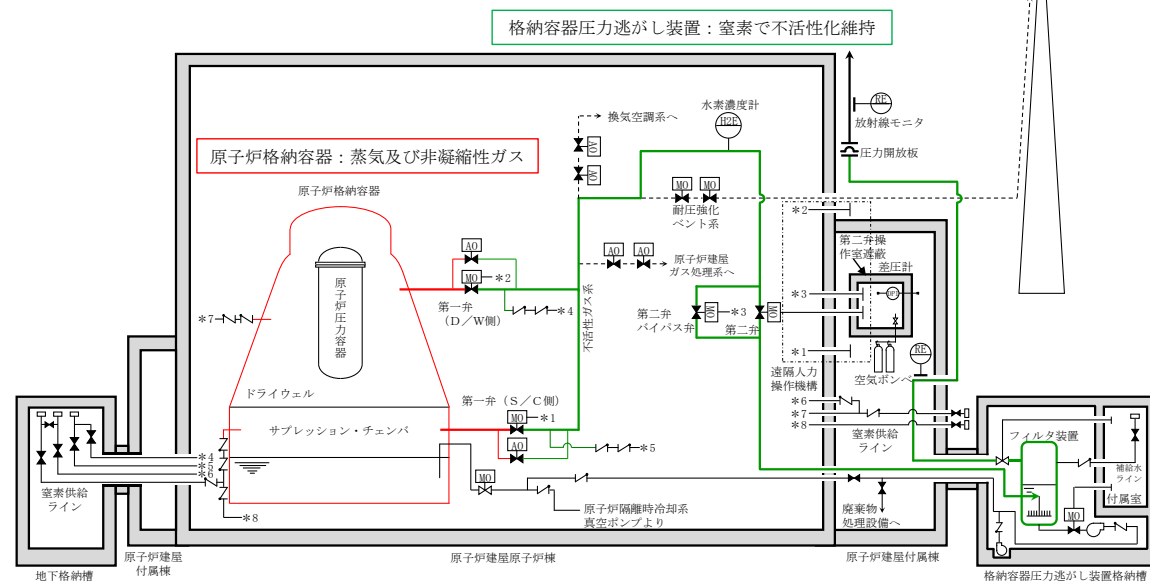 格納容器圧力逃がし装置：窒素で不活性化維持
水素濃度計
H2E
RE
放射線モニタ
圧力開放板
換気空調系へ
AO
AO
原子炉格納容器：蒸気及び非凝縮性ガス
原子炉格納容器
MO
MO
耐圧強化
ベント系
＊2
第二弁操
作室遮蔽
差圧計
DPI
AO
MO
＊2
AO
AO
原子炉建屋
ガス処理系へ
原子炉圧力容器
第一弁
（D／W側）
＊4
不活性ガス系
第二弁
バイパス弁
MO
＊3
第二弁
MO
＊3
＊7
＊1
遠隔人力
操作機構
空気ボンベ
RE
ドライウェル
第一弁（S／C側）
MO
＊1
AO
＊5
サプレッション・チェンバ
＊6
＊7
＊8
窒素供給
ライン
フィルタ装置
補給水
ライン
付属室
MO
＊4
＊5
＊6
窒素供給
ライン
＊8
MO
原子炉隔離時冷却系
真空ポンプより
廃棄物
処理設備へ
地下格納槽
原子炉建屋
付属棟
原子炉建屋原子炉棟
原子炉建屋付属棟
格納容器圧力逃がし装置格納槽